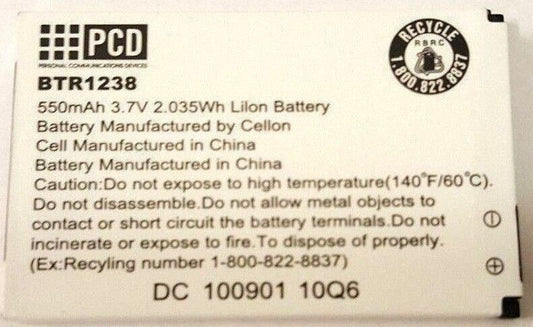 PCD
PERSONAL COMMUNICATIONS DEVICES
RECYCLE
RBRC
1.800.822.8837
BTR1238
550mAh 3.7V 2.035Wh LiIon Battery
Battery Manufactured by Cellon
Cell Manufactured in China
Battery Manufactured in China
Caution:Do not expose to high temperature(140°F/60°C).
Do not disassemble.Do not allow metal objects to
contact or short circuit the battery terminals.Do not
incinerate or expose to fire.To dispose of properly.
(Ex:Recyling number 1-800-822-8837)
DC 100901 10Q6